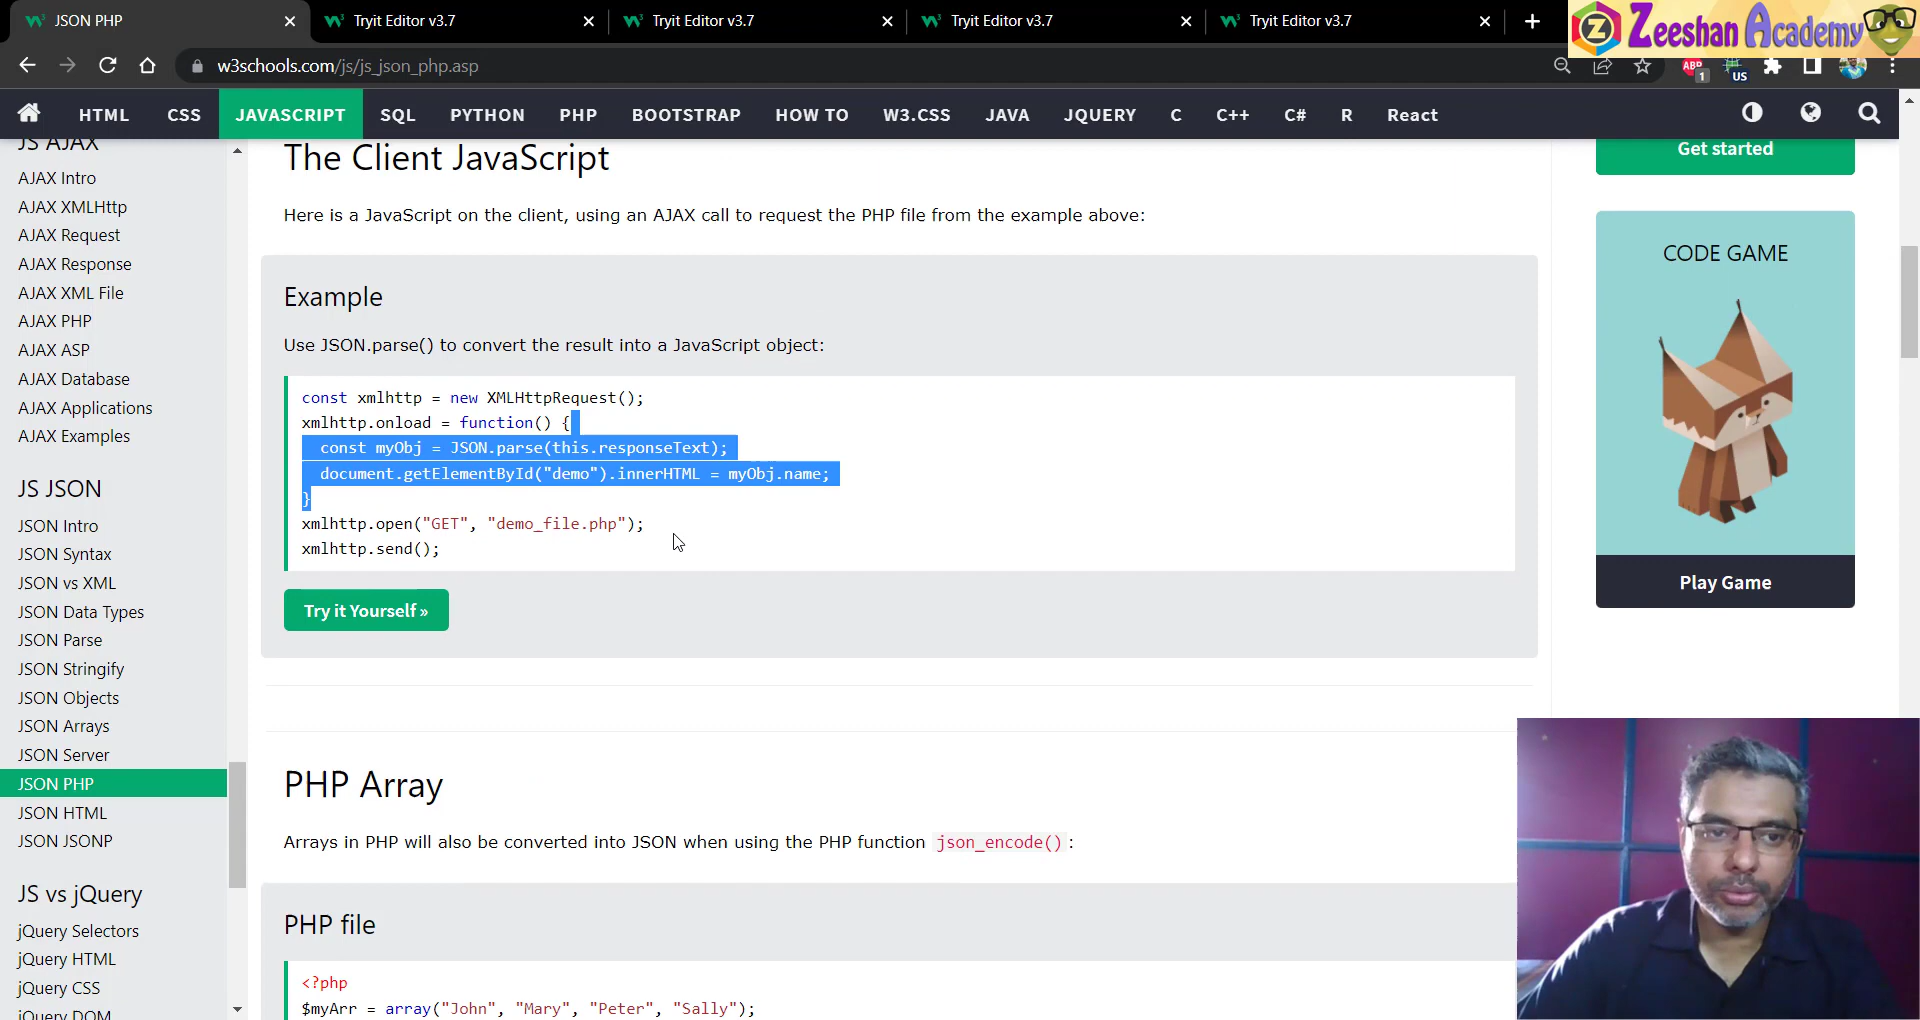 JSON PHP
Tryit Editor v3.7
Tryit Editor v3.7
Tryit Editor v3.7
Tryit Editor v3.7
Zeeshan Academy
w3schools.com/js/js_json_php.asp
ABP
1
US
HTML
CSS
JAVASCRIPT
SQL
PYTHON
PHP
BOOTSTRAP
HOW TO
W3.CSS
JAVA
JQUERY
C
C++
C#
R
React
JS AJAX
AJAX Intro
AJAX XMLHttp
AJAX Request
AJAX Response
AJAX XML File
AJAX PHP
AJAX ASP
AJAX Database
AJAX Applications
AJAX Examples
JS JSON
JSON Intro
JSON Syntax
JSON vs XML
JSON Data Types
JSON Parse
JSON Stringify
JSON Objects
JSON Arrays
JSON Server
JSON PHP
JSON HTML
JSON JSONP
JS vs jQuery
jQuery Selectors
jQuery HTML
jQuery CSS
jQuery DOM
The Client JavaScript
Here is a JavaScript on the client, using an AJAX call to request the PHP file from the example above:
Example
Use JSON.parse() to convert the result into a JavaScript object:
const xmlhttp = new XMLHttpRequest();
xmlhttp.onload = function() {
const myObj = JSON.parse(this.responseText);
document.getElementById("demo").innerHTML = myObj.name;
}
xmlhttp.open("GET", "demo_file.php");
xmlhttp.send();
Try it Yourself »
PHP Array
Arrays in PHP will also be converted into JSON when using the PHP function json_encode():
PHP file
<?php
$myArr = array("John", "Mary", "Peter", "Sally");
Get started
CODE GAME
Play Game